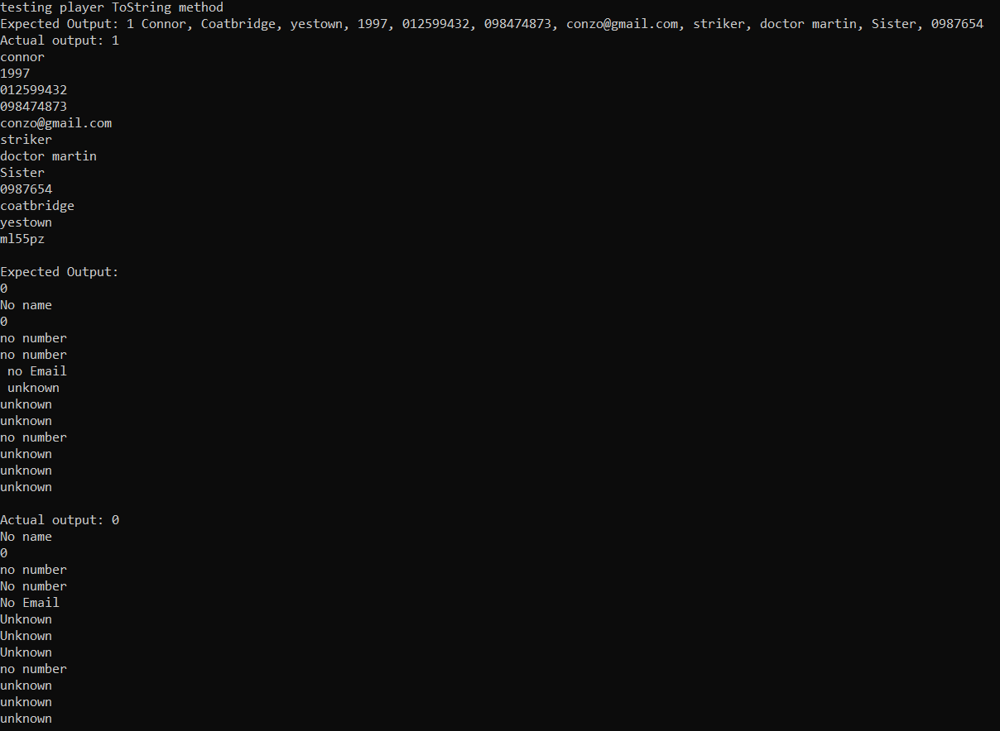 testing player ToString method
Expected Output: 1 Connor, Coatbridge, yestown, 1997, 012599432, 098474873, conzo@gmail.com, striker, doctor martin, Sister, 0987654
Actual output: 1
connor
1997
012599432
098474873
conzo@gmail.com
striker
doctor martin
Sister
0987654
coatbridge
yestown
ml55pz

Expected Output:
0
No name
0
no number
no number
 no Email
 unknown
unknown
unknown
no number
unknown
unknown
unknown

Actual output: 0
No name
0
no number
No number
No Email
Unknown
Unknown
Unknown
no number
unknown
unknown
unknown